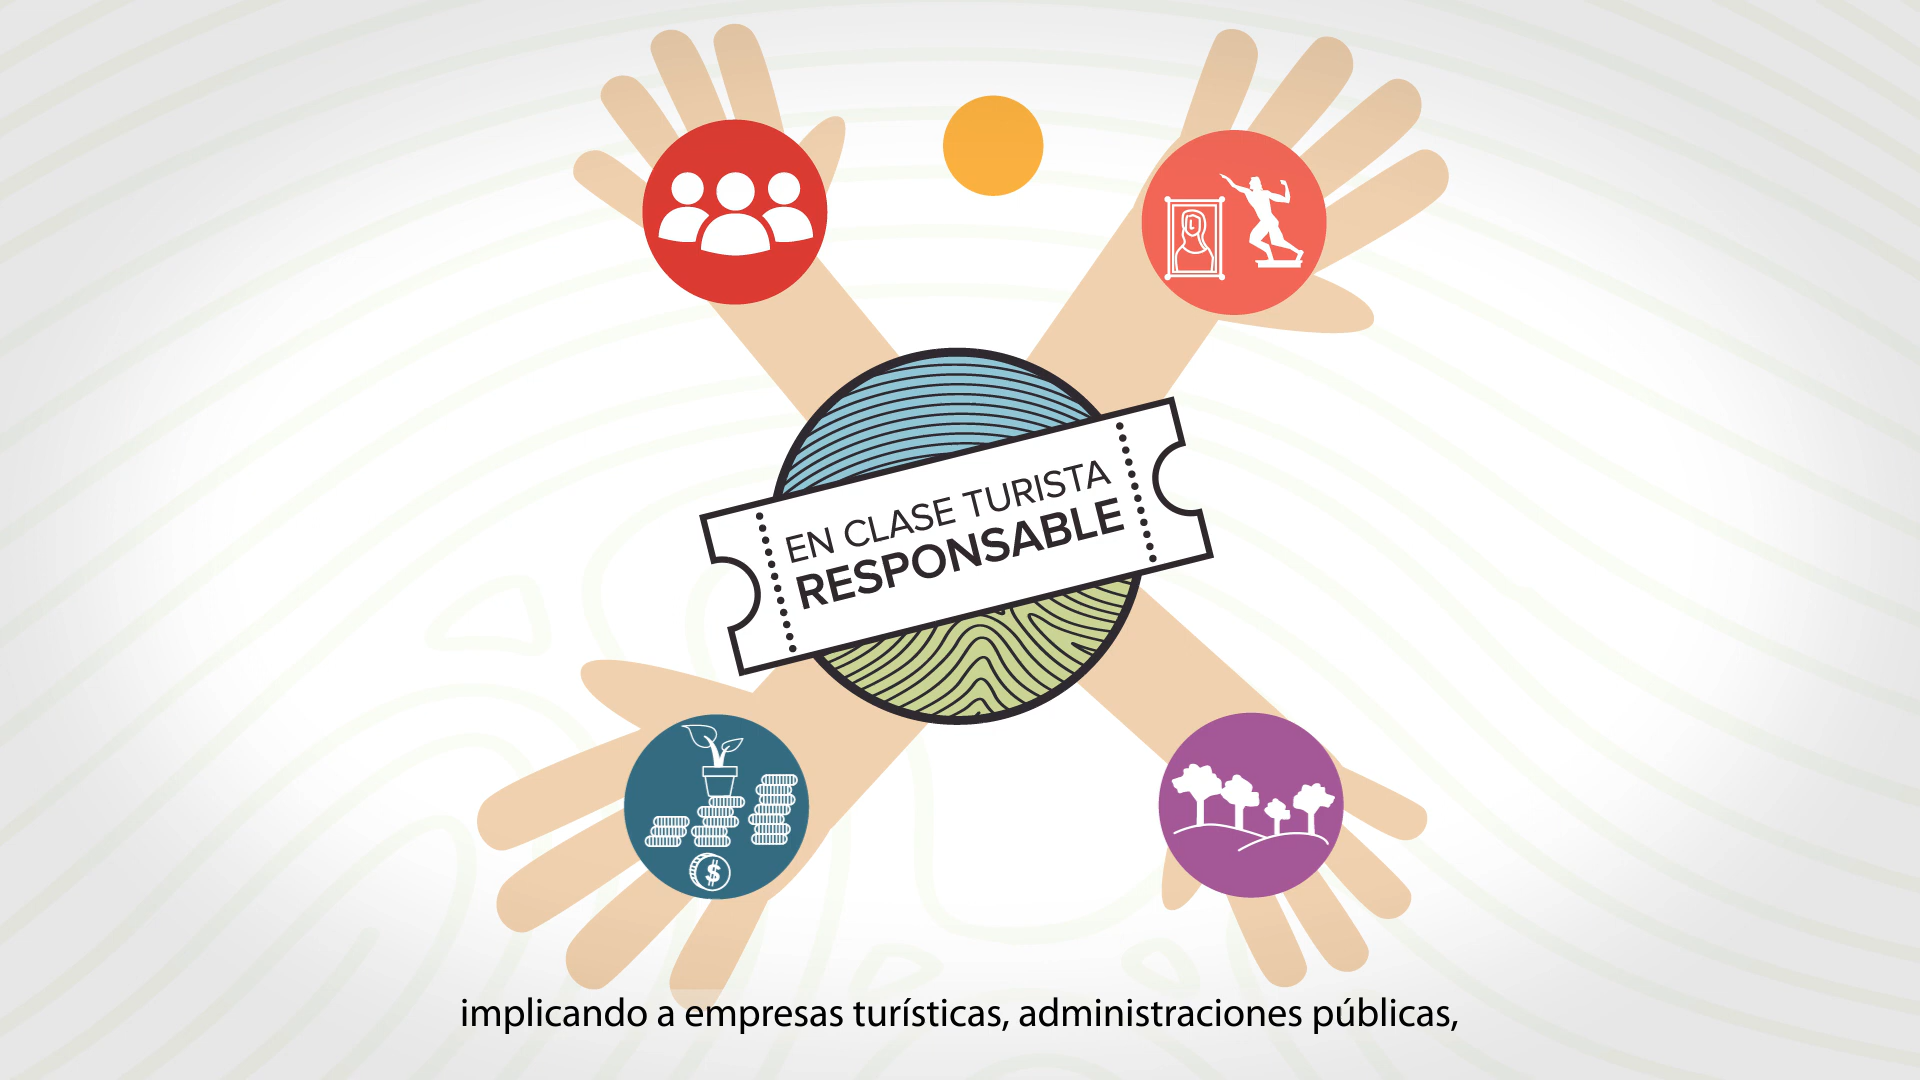 EN CLASE TURISTA
RESPONSABLE
$
implicando a empresas turísticas, administraciones públicas,